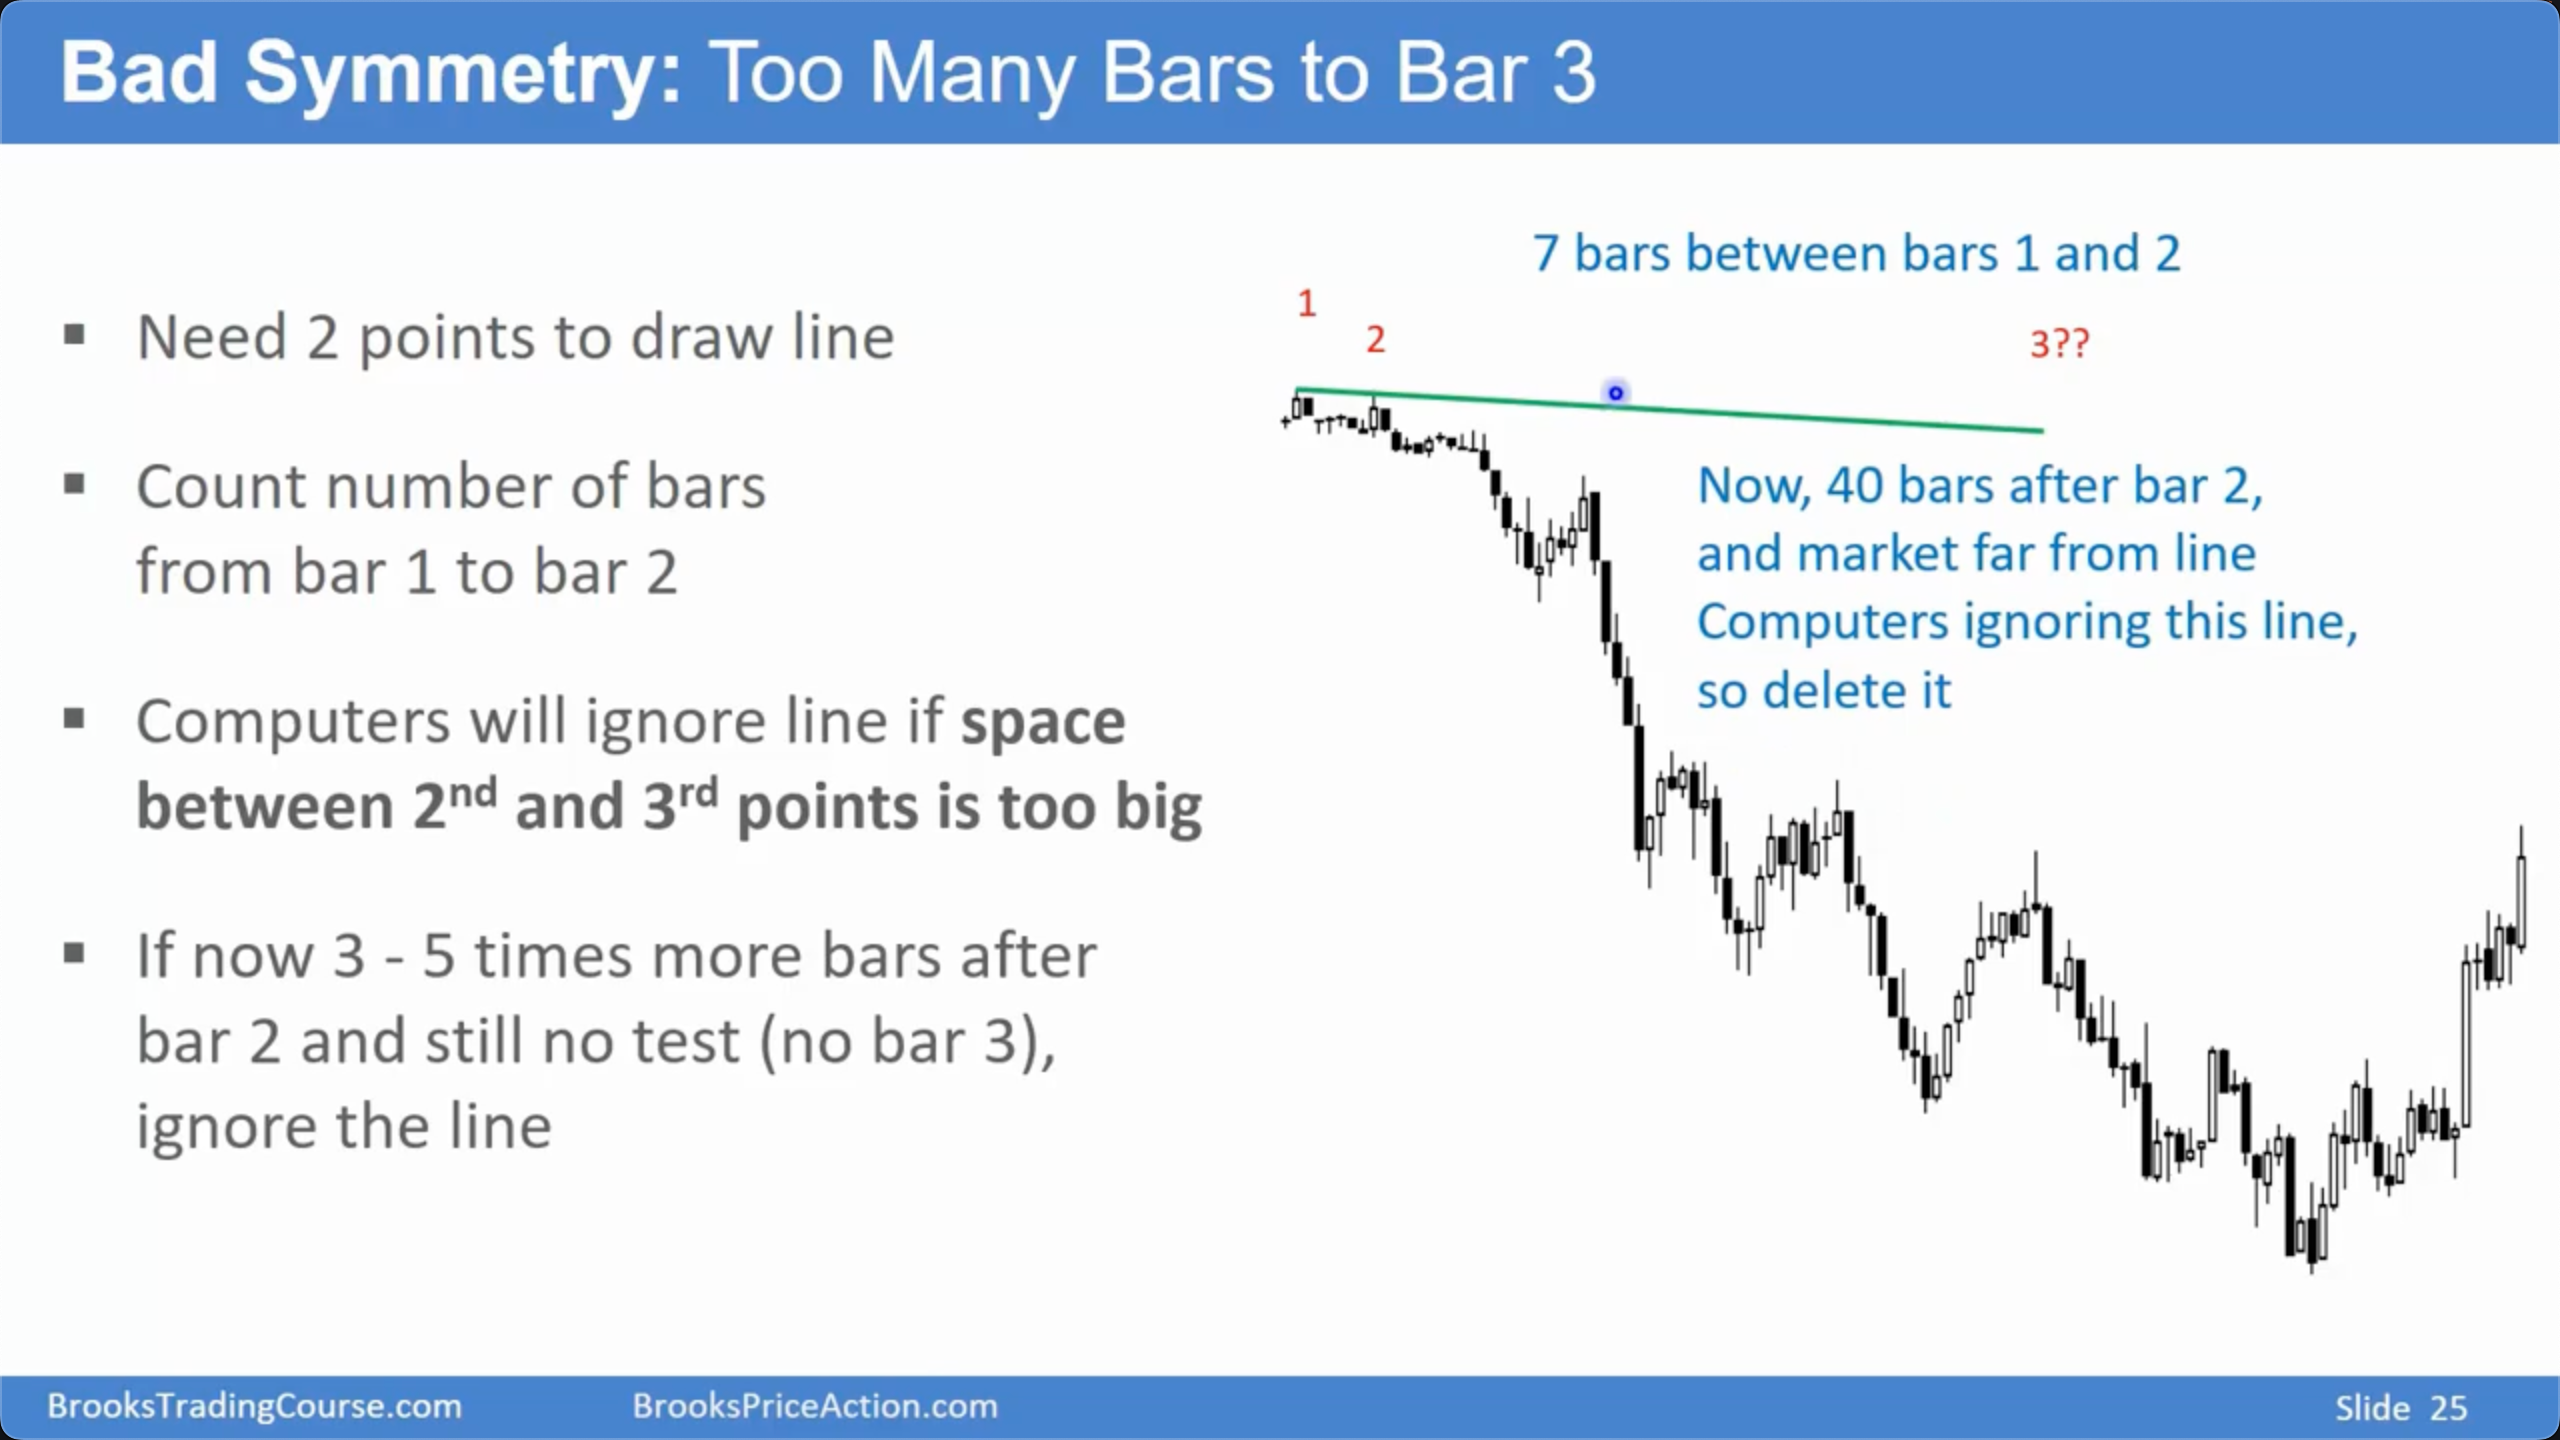 Bad Symmetry: Too Many Bars to Bar 3
Need 2 points to draw line
Count number of bars
from bar 1 to bar 2
Computers will ignore line if space
between 2nd and 3rd points is too big
If now 3 - 5 times more bars after
bar 2 and still no test (no bar 3),
ignore the line
7 bars between bars 1 and 2
1
2
3??
Now, 40 bars after bar 2,
and market far from line
Computers ignoring this line,
so delete it
BrooksTradingCourse.com
BrooksPriceAction.com
Slide 25